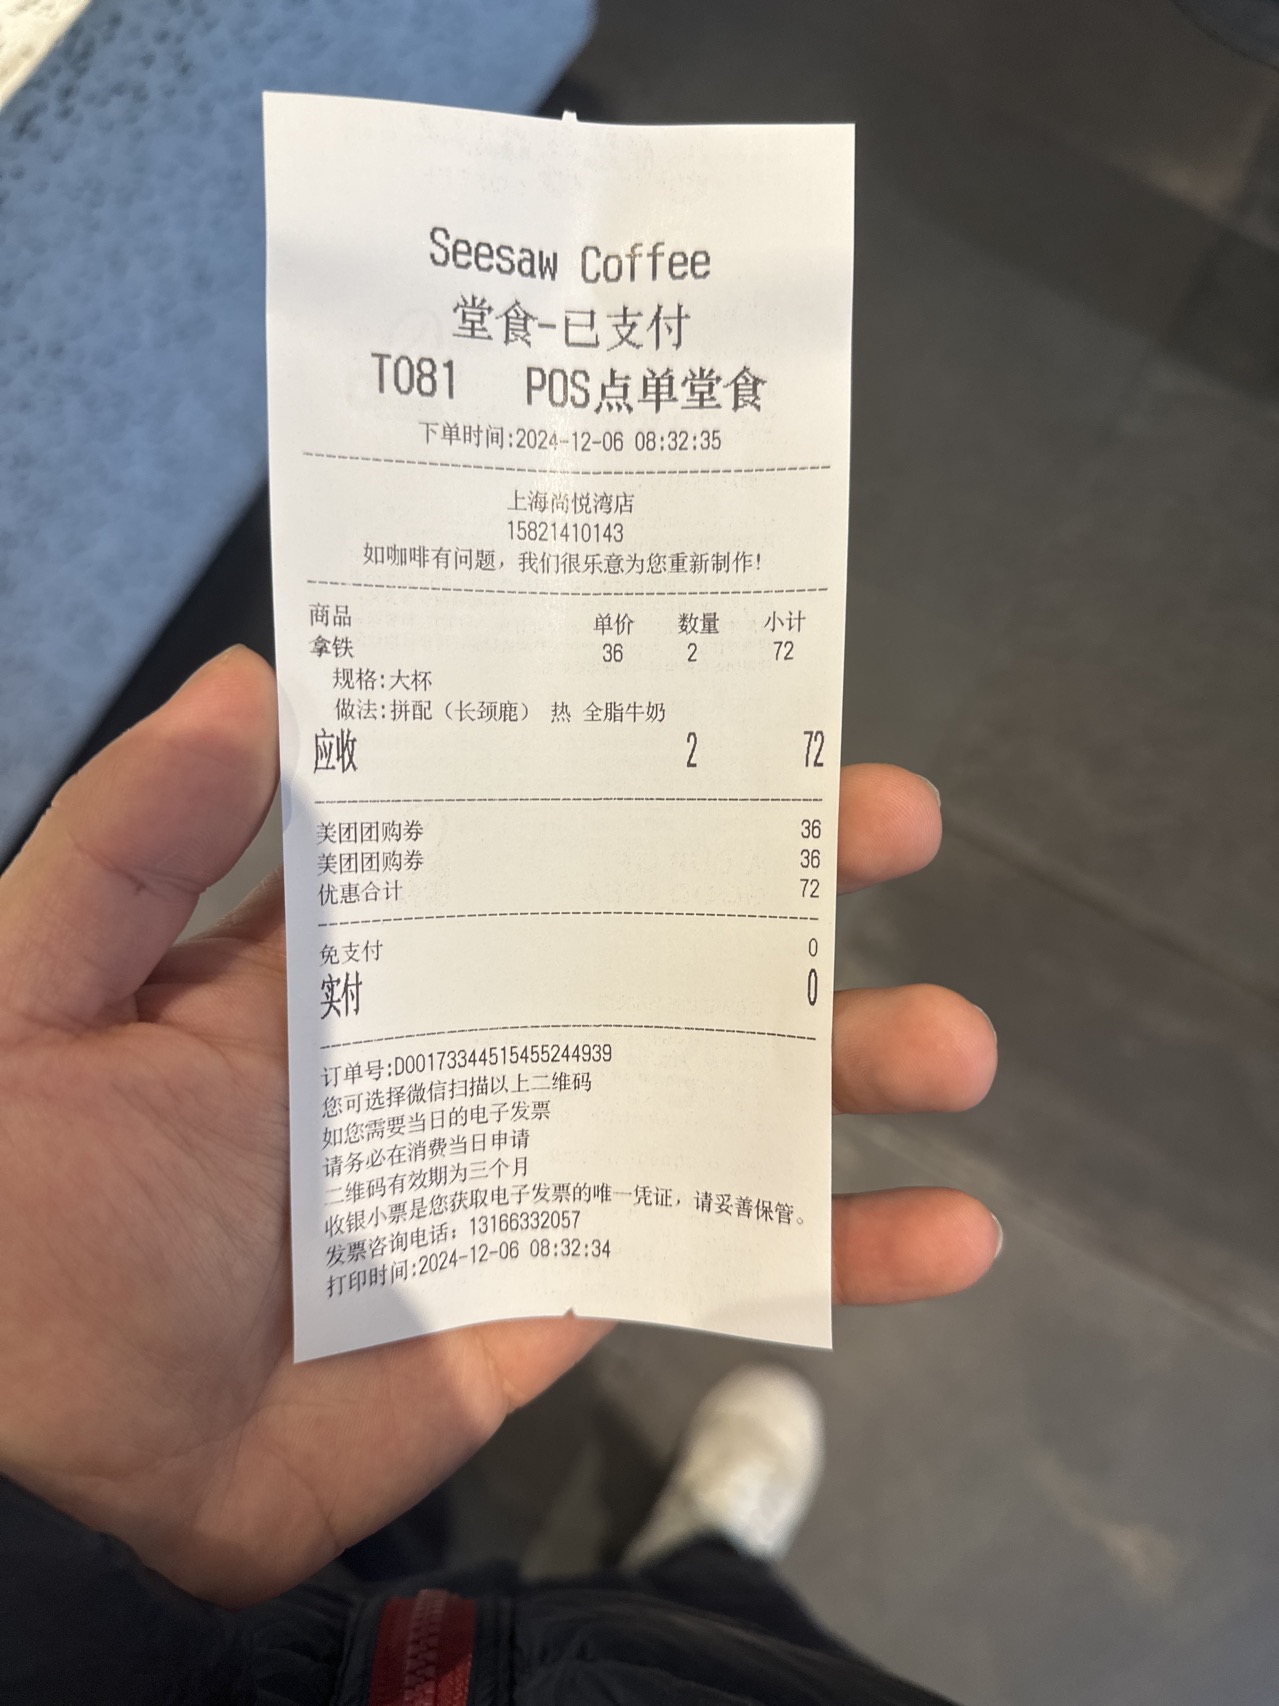 Seesaw Coffee
堂食-已支付
T081 POS点单堂食
下单时间:2024-12-06 08:32:35
上海尚悦湾店
15821410143
如咖啡有问题，我们很乐意为您重新制作!
商品 单价 数量 小计
拿铁 36 2 72
规格:大杯
做法:拼配（长颈鹿） 热 全脂牛奶
应收 2 72
美团团购券 36
美团团购券 36
优惠合计 72
免支付 0
实付 0
订单号:D00173344515455244939
您可选择微信扫描以上二维码
如您需要当日的电子发票
请务必在消费当日申请
二维码有效期为三个月
收银小票是您获取电子发票的唯一凭证，请妥善保管。
发票咨询电话：13166332057
打印时间:2024-12-06 08:32:34